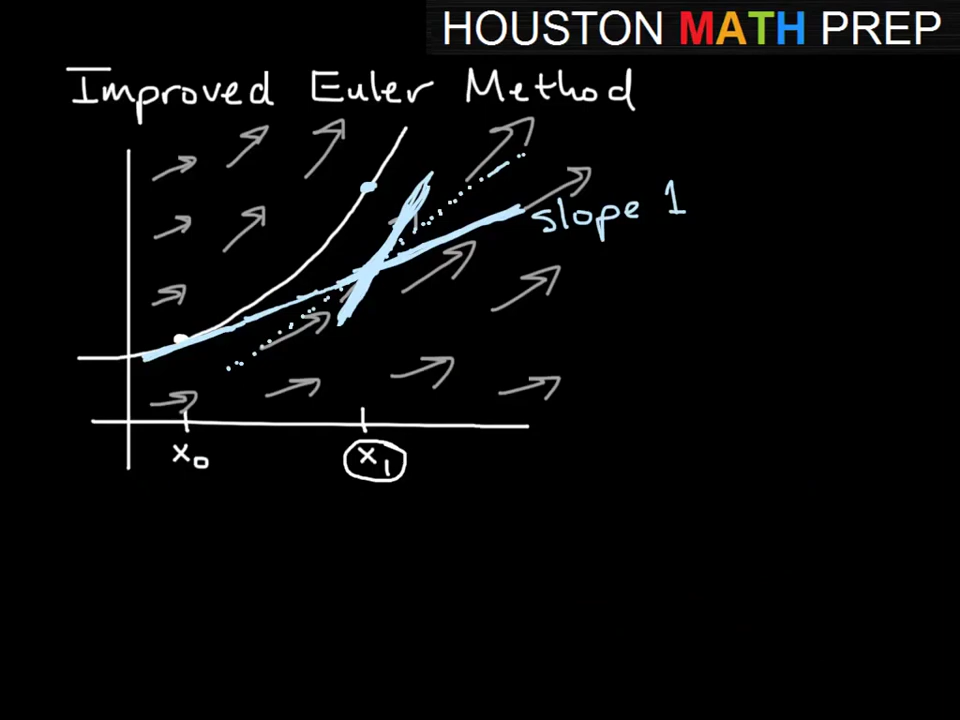 HOUSTON MATH PREP
Improved Euler Method
slope 1
x₀
x₁